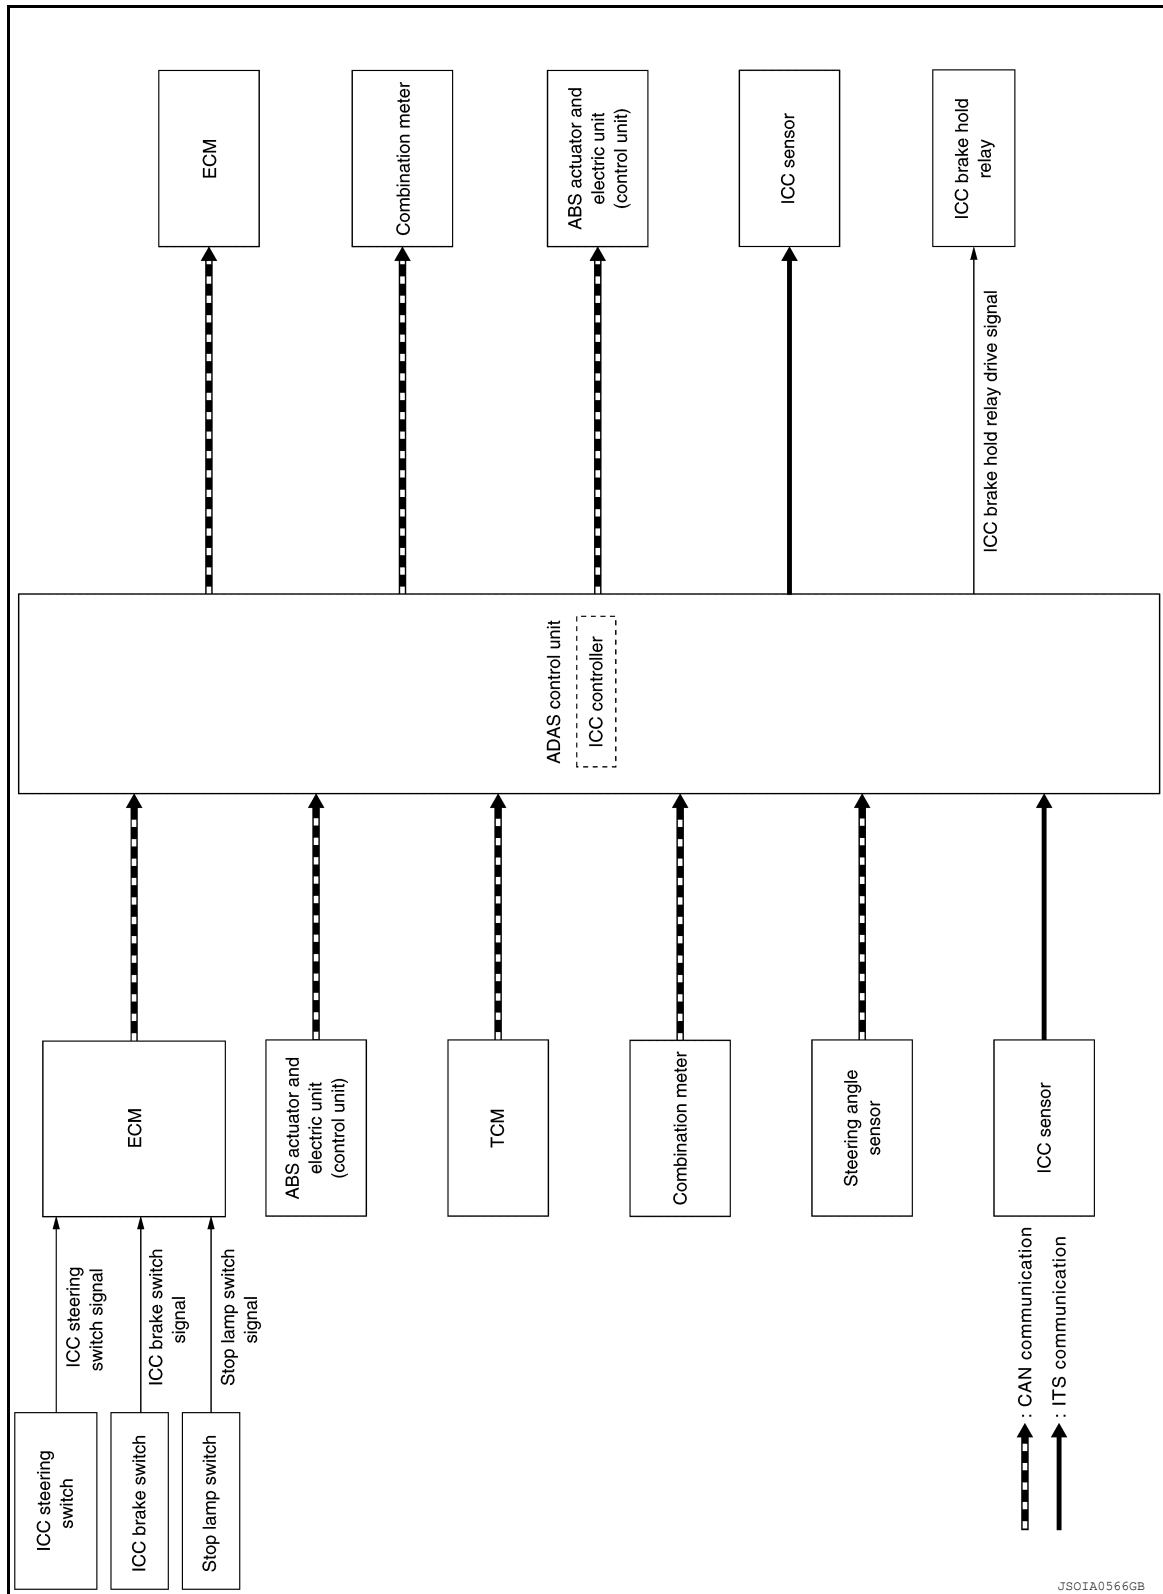 ICC steering
switch
ICC brake switch
Stop lamp switch
ICC steering
switch signal
ICC brake switch
signal
Stop lamp switch
signal
ECM
ABS actuator and
electric unit
(control unit)
TCM
Combination meter
Steering angle
sensor
ICC sensor
ADAS control unit
ICC controller
ECM
Combination meter
ABS actuator and
electric unit
(control unit)
ICC sensor
ICC brake hold relay drive signal
ICC brake hold
relay
: CAN communication
: ITS communication
JSOIA0566GB